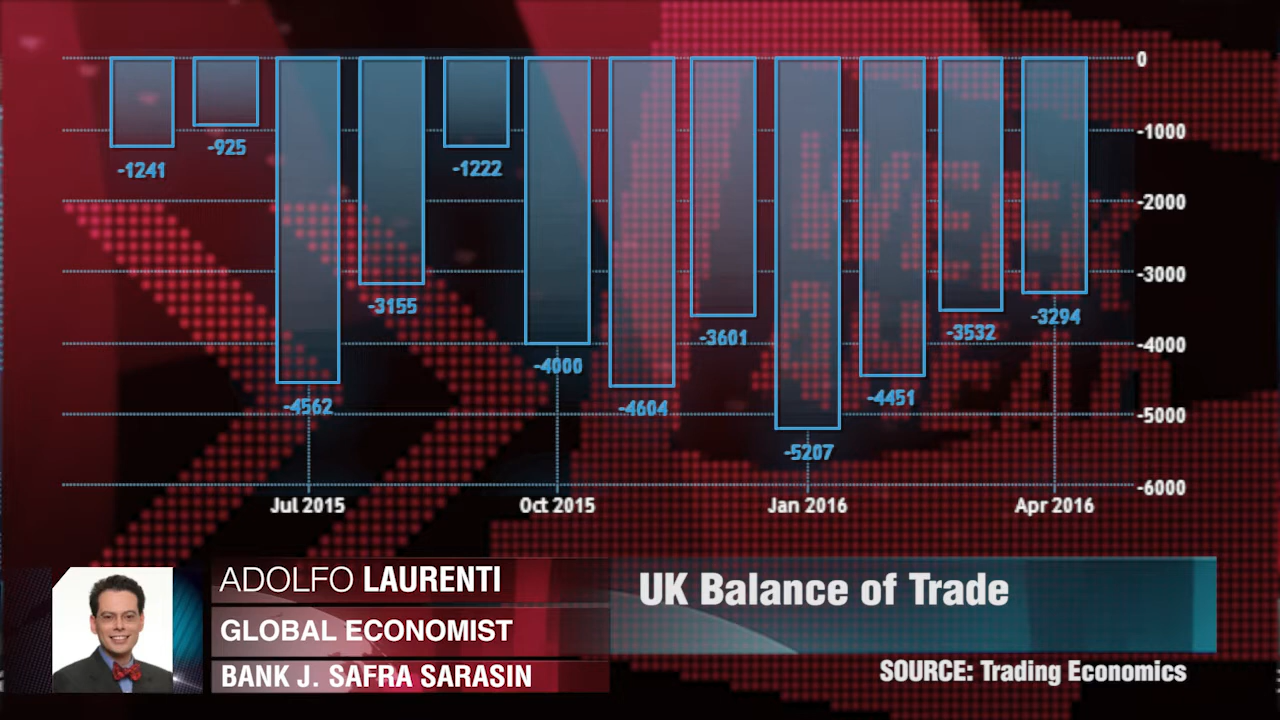 0
-1000
-2000
-3000
-4000
-5000
-6000
-1241
-925
-4562
-3155
-1222
-4000
-4604
-3601
-5207
-4451
-3532
-3294
Jul 2015
Oct 2015
Jan 2016
Apr 2016
ADOLFO LAURENTI
GLOBAL ECONOMIST
BANK J. SAFRA SARASIN
UK Balance of Trade
SOURCE: Trading Economics